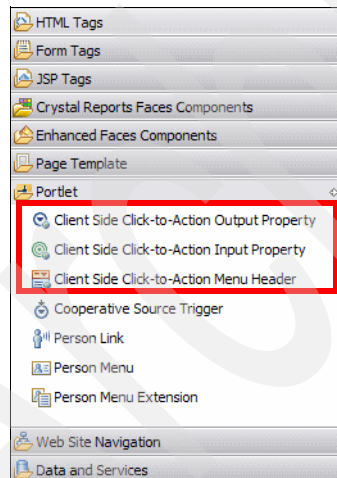 HTML Tags
Form Tags
JSP Tags
Crystal Reports Faces Components
Enhanced Faces Components
Page Template
Portlet
Client Side Click-to-Action Output Property
Client Side Click-to-Action Input Property
Client Side Click-to-Action Menu Header
Cooperative Source Trigger
Person Link
Person Menu
Person Menu Extension
Web Site Navigation
Data and Services